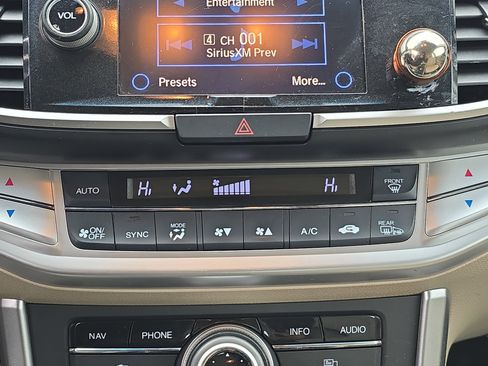 Entertainment
VOL
4 CH 001
SiriusXM Prev
Presets More...
AUTO Hi Hi FRONT
ON/OFF SYNC MODE A/C REAR
NAV PHONE INFO AUDIO